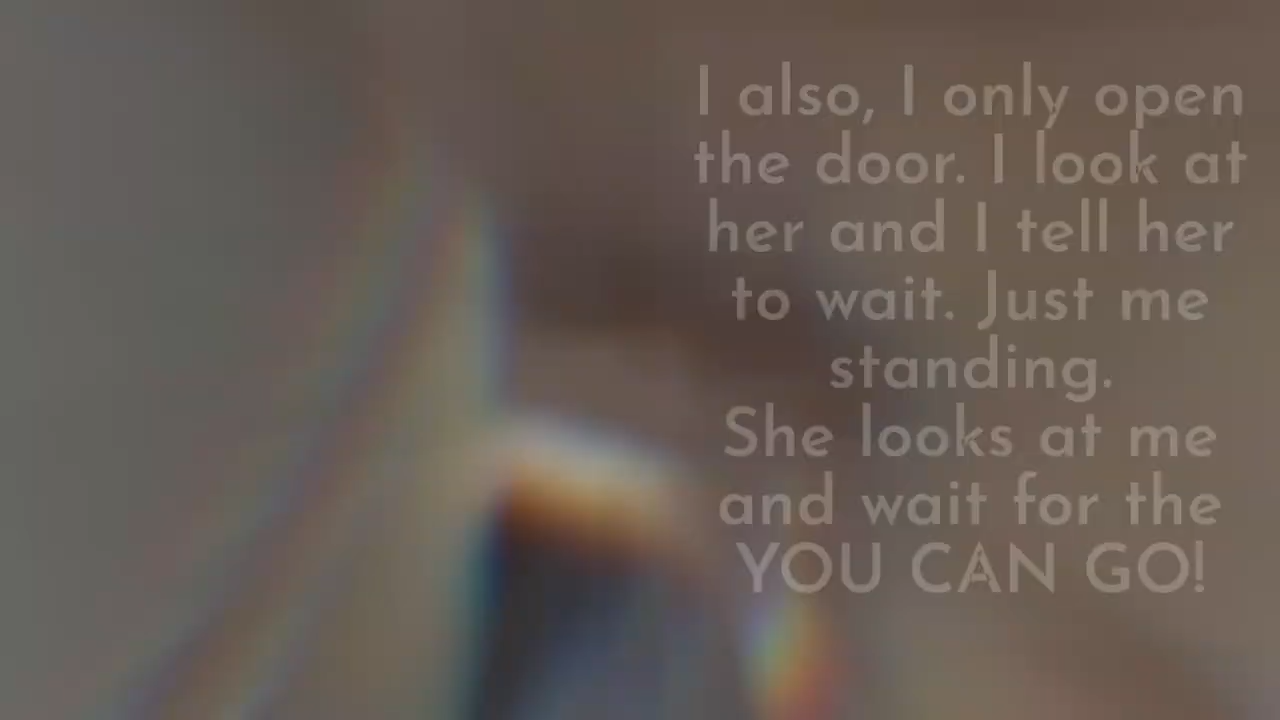 I also, I only open
the door. I look at
her and I tell her
to wait. Just me
standing.
She looks at me
and wait for the
YOU CAN GO!